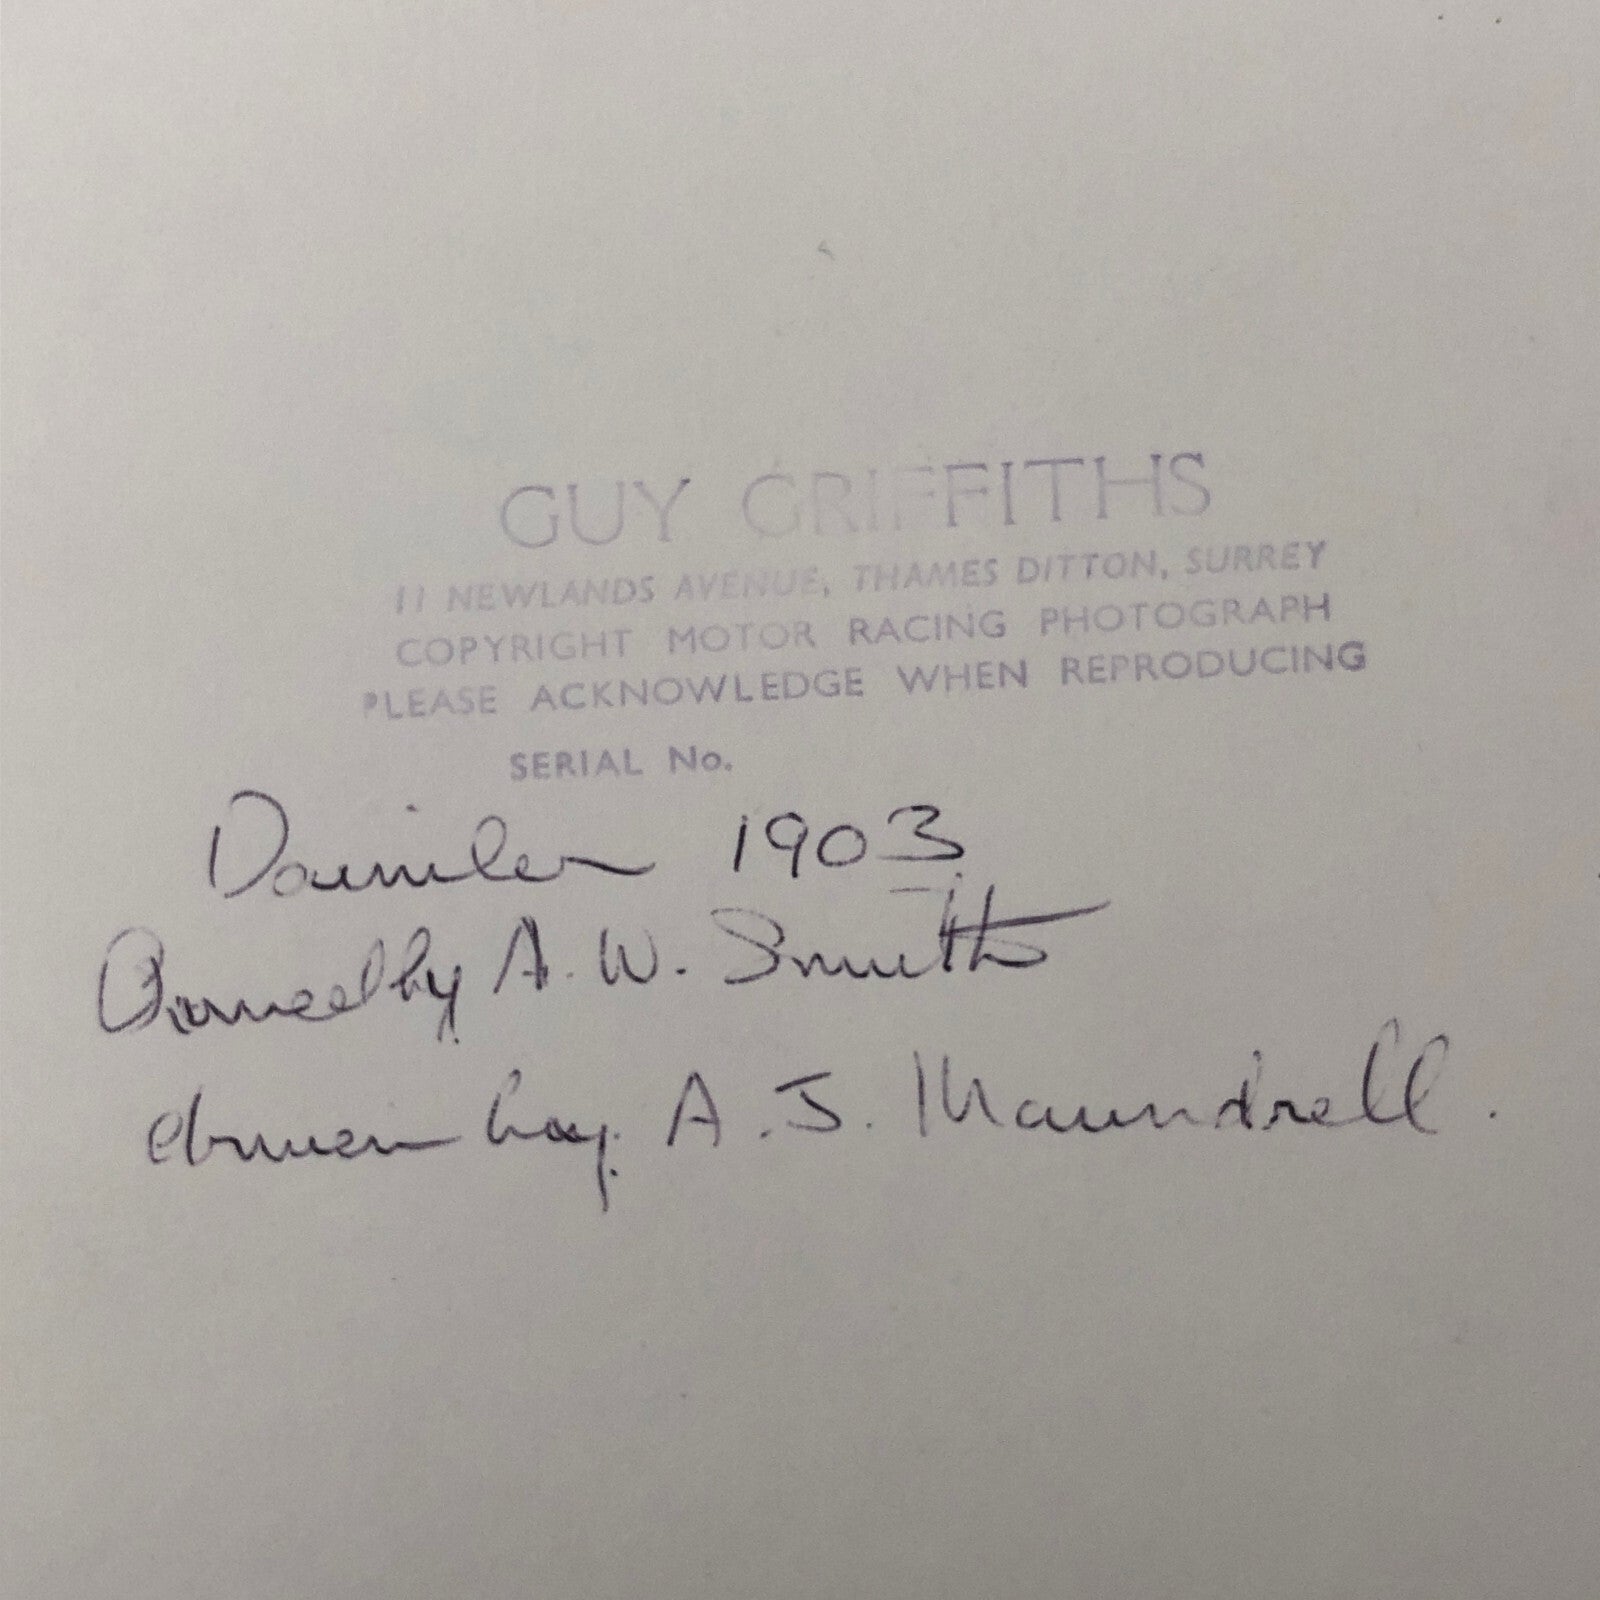 GUY GRIFFITHS
11 NEWLANDS AVENUE, THAMES DITTON, SURREY
COPYRIGHT MOTOR RACING PHOTOGRAPH
PLEASE ACKNOWLEDGE WHEN REPRODUCING
SERIAL No.
Daimler 1903
Owned by A. W. Smith
driven by A. J. Maundrell.